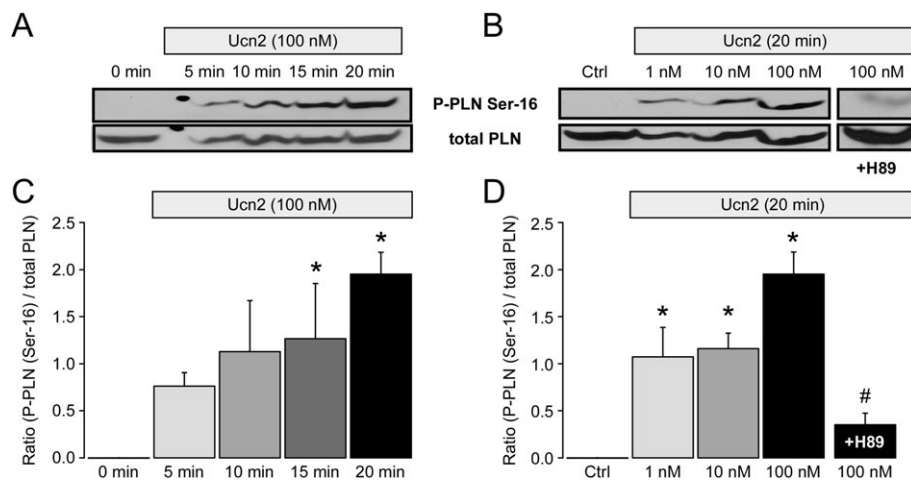 A
Ucn2 (100 nM)
0 min 5 min 10 min 15 min 20 min
B
Ucn2 (20 min)
Ctrl 1 nM 10 nM 100 nM 100 nM
P-PLN Ser-16
total PLN
+H89
C
Ucn2 (100 nM)
Ratio (P-PLN (Ser-16) / total PLN)
2.5
2.0
1.5
1.0
0.5
0.0
* *
0 min 5 min 10 min 15 min 20 min
D
Ucn2 (20 min)
Ratio (P-PLN (Ser-16) / total PLN)
2.5
2.0
1.5
1.0
0.5
0.0
* * * #
+H89
Ctrl 1 nM 10 nM 100 nM 100 nM